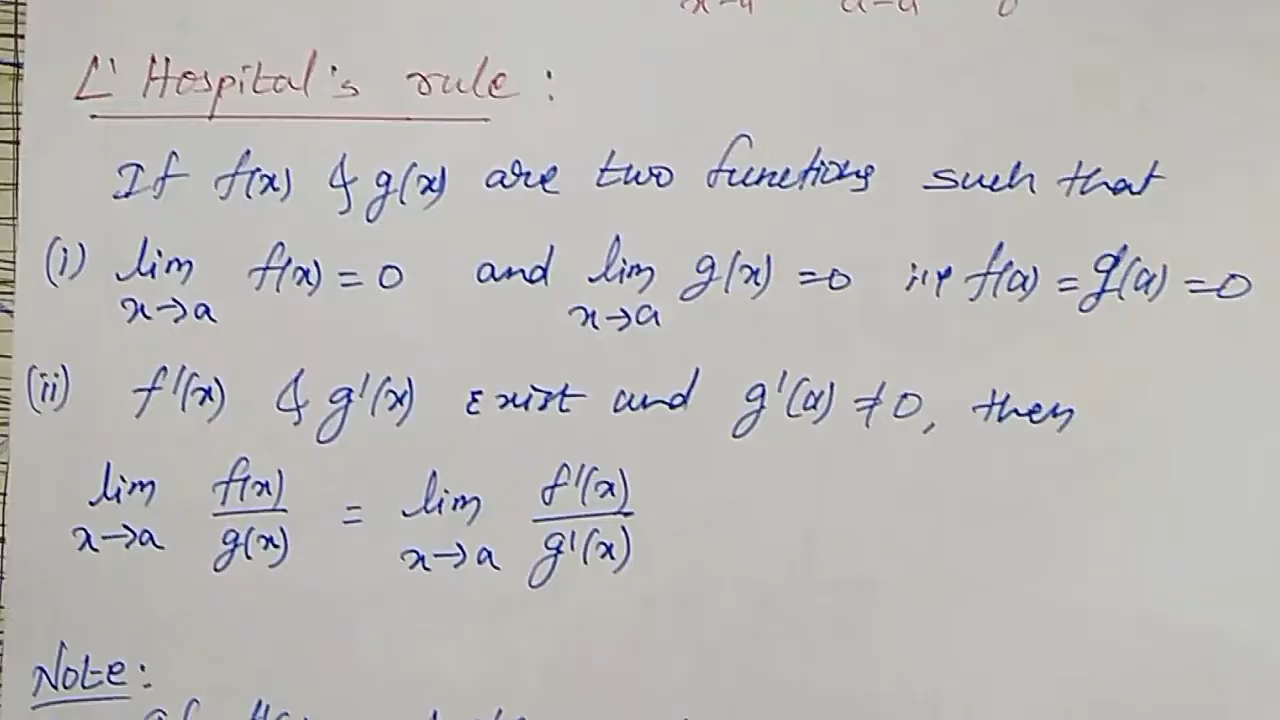 x-a a-a 0
L' Hospital's rule :
If f(x) & g(x) are two functions such that
(i) lim f(x) = 0 and lim g(x) = 0 i.e f(a) = g(a) = 0
x→a x→a
(ii) f'(x) & g'(x) exist and g'(a) ≠ 0, then
lim f(x) = lim f'(x)
x→a g(x) x→a g'(x)
Note :